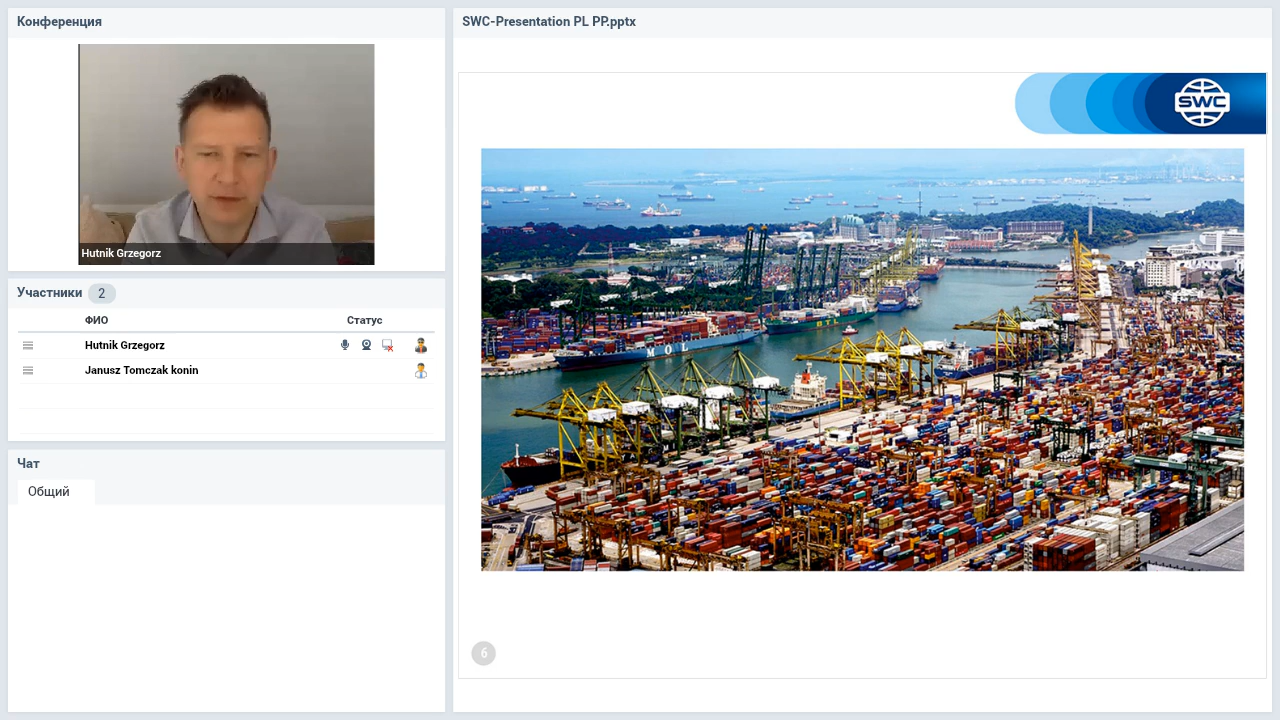 Конференция
Hutnik Grzegorz
Участники 2
ФИО Статус
Hutnik Grzegorz
Janusz Tomczak konin
Чат
Общий
SWC-Presentation PL PP.pptx
SWC
MOL
6